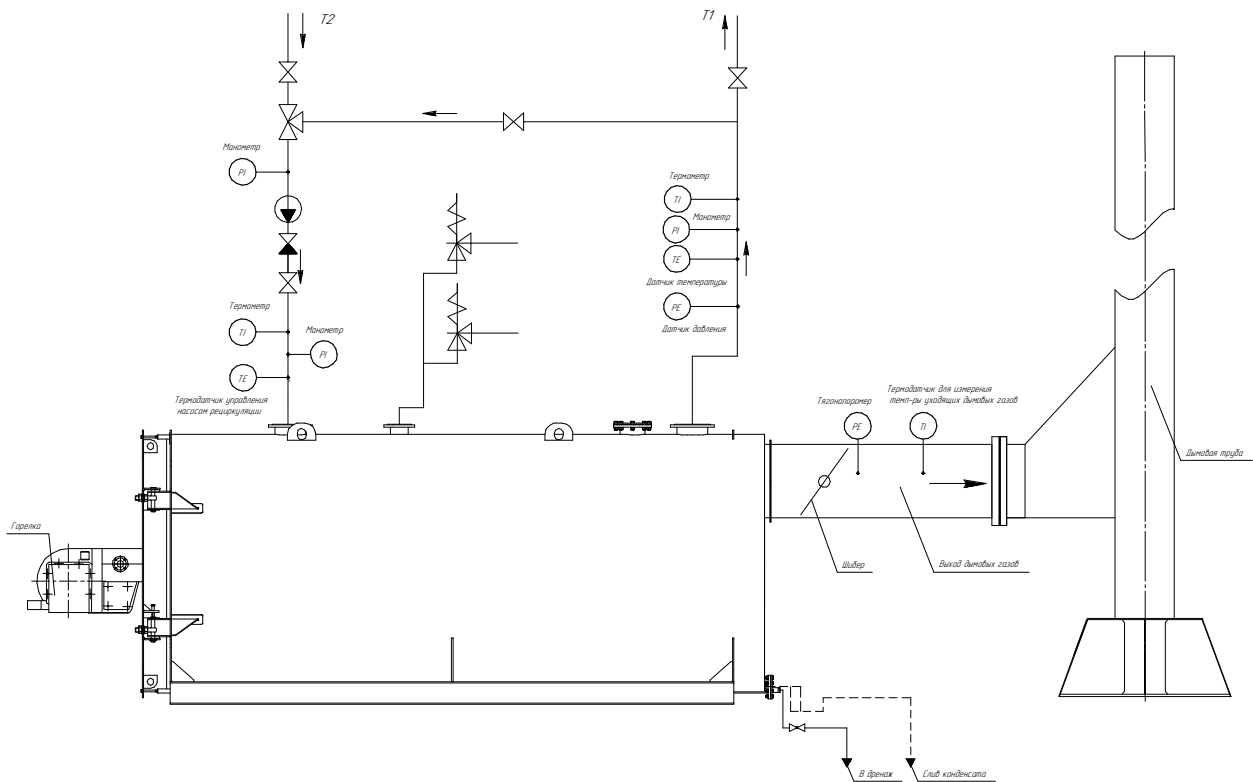 T2
T1
Манометр
PI
Термометр
TI
Манометр
PI
TE
Датчик температуры
PE
Датчик давления
Термометр
TI
Манометр
PI
TE
Термодатчик управления
насосом рециркуляции
Тягонапоромер
PE
Термодатчик для измерения
темп-ры уходящих дымовых газов
TI
Дымовая труба
Горелка
Шибер
Выход дымовых газов
В дренаж
Слив конденсата